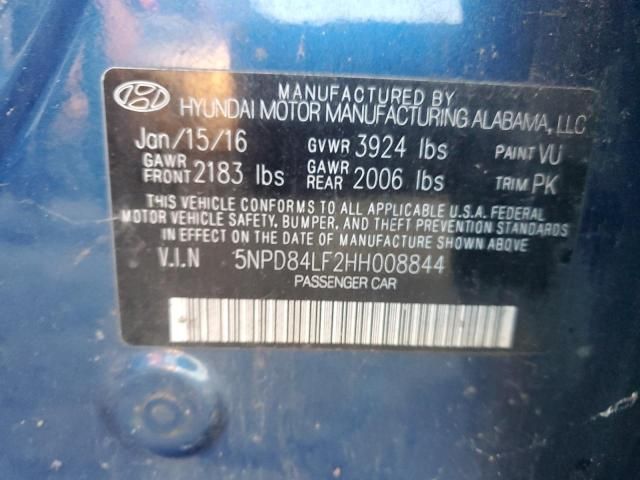 MANUFACTURED BY
HYUNDAI MOTOR MANUFACTURING ALABAMA, LLC
Jan/15/16 GVWR 3924 lbs PAINT VU
GAWR FRONT 2183 lbs GAWR REAR 2006 lbs TRIM PK
THIS VEHICLE CONFORMS TO ALL APPLICABLE U.S.A. FEDERAL
MOTOR VEHICLE SAFETY, BUMPER, AND THEFT PREVENTION STANDARDS
IN EFFECT ON THE DATE OF MANUFACTURE SHOWN ABOVE.
V.I.N 5NPD84LF2HH008844
PASSENGER CAR